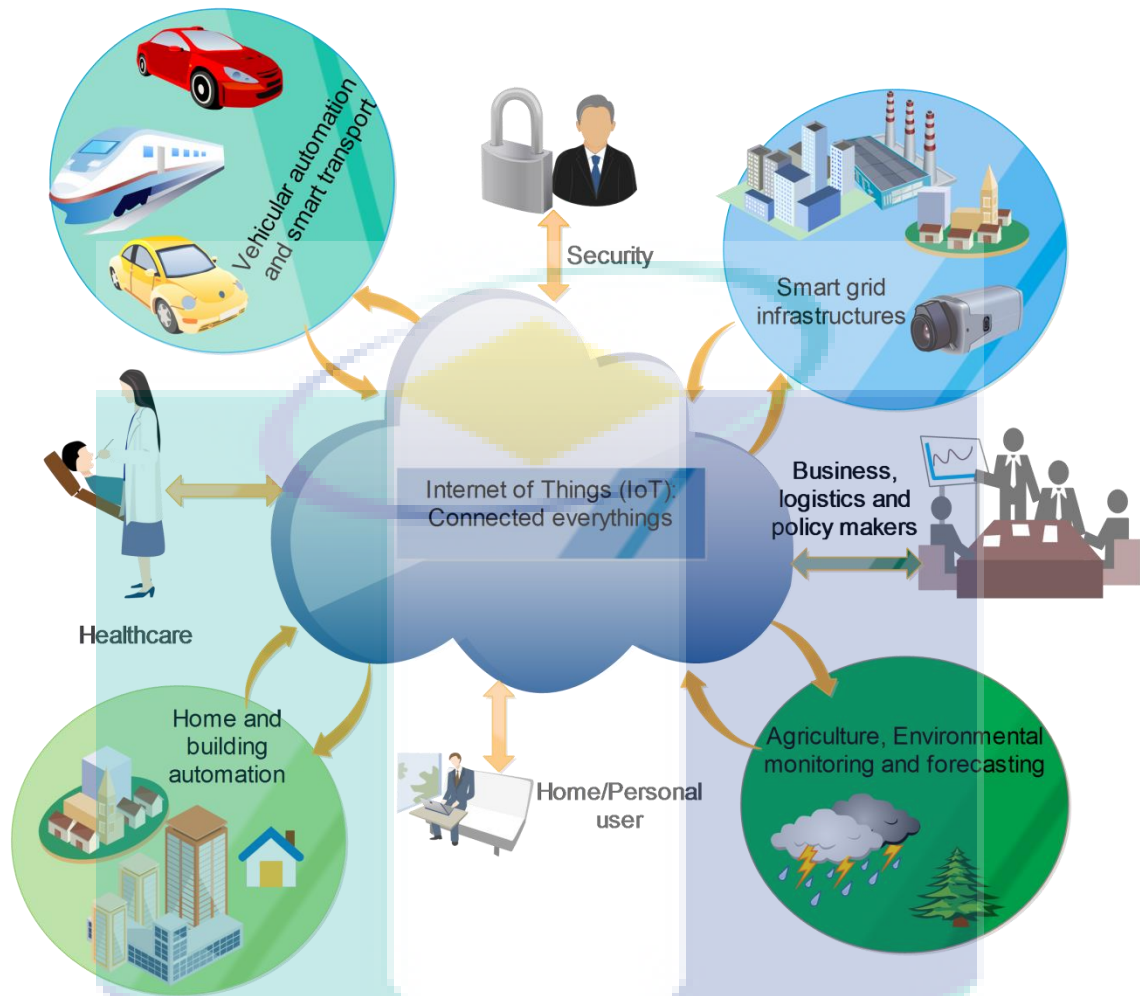 Vehicular automation
and smart transport
Security
Smart grid
infrastructures
Internet of Things (IoT):
Connected everythings
Business,
logistics and
policy makers
Healthcare
Home and
building
automation
Home/Personal
user
Agriculture, Environmental
monitoring and forecasting